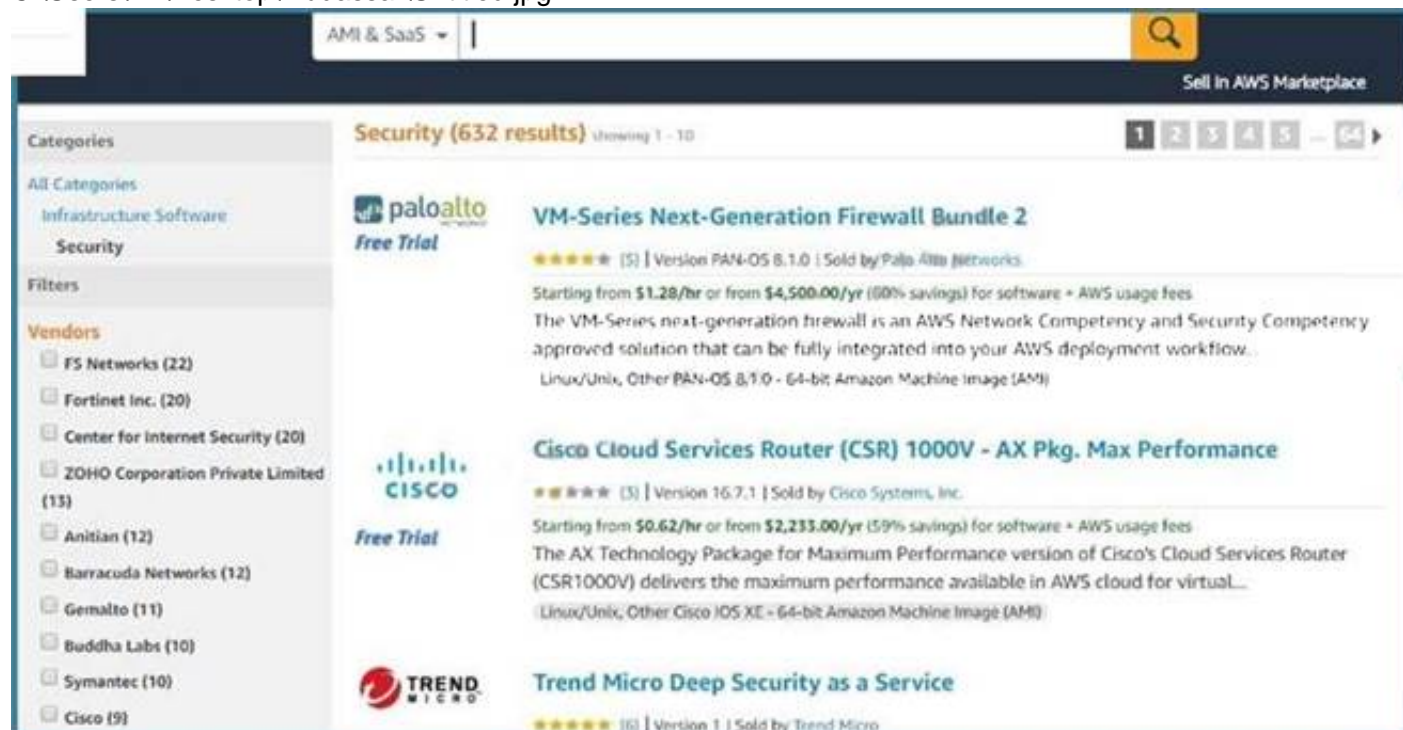 AMI & SaaS
Sell in AWS Marketplace
Categories
All Categories
Infrastructure Software
Security
Filters
Vendors
F5 Networks (22)
Fortinet Inc. (20)
Center for Internet Security (20)
ZOHO Corporation Private Limited
(13)
Anitian (12)
Barracuda Networks (12)
Gemalto (11)
Buddha Labs (10)
Symantec (10)
Cisco (9)
Security (632 results) showing 1 - 10
1 2 3 4 5 ... 64
paloalto
NETWORKS
Free Trial
VM-Series Next-Generation Firewall Bundle 2
(5) | Version PAN-OS 8.1.0 | Sold by Palo Alto Networks
Starting from $1.28/hr or from $4,500.00/yr (60% savings) for software + AWS usage fees
The VM-Series next-generation firewall is an AWS Network Competency and Security Competency
approved solution that can be fully integrated into your AWS deployment workflow..
Linux/Unix, Other PAN-OS 8.1.0 - 64-bit Amazon Machine Image (AMI)
CISCO
Free Trial
Cisco Cloud Services Router (CSR) 1000V - AX Pkg. Max Performance
(3) | Version 16.7.1 | Sold by Cisco Systems, Inc.
Starting from $0.62/hr or from $2,233.00/yr (59% savings) for software + AWS usage fees
The AX Technology Package for Maximum Performance version of Cisco's Cloud Services Router
(CSR1000V) delivers the maximum performance available in AWS cloud for virtual...
Linux/Unix, Other Cisco IOS XE - 64-bit Amazon Machine Image (AMI)
TREND
MICRO
Trend Micro Deep Security as a Service
(6) | Version 1 | Sold by Trend Micro